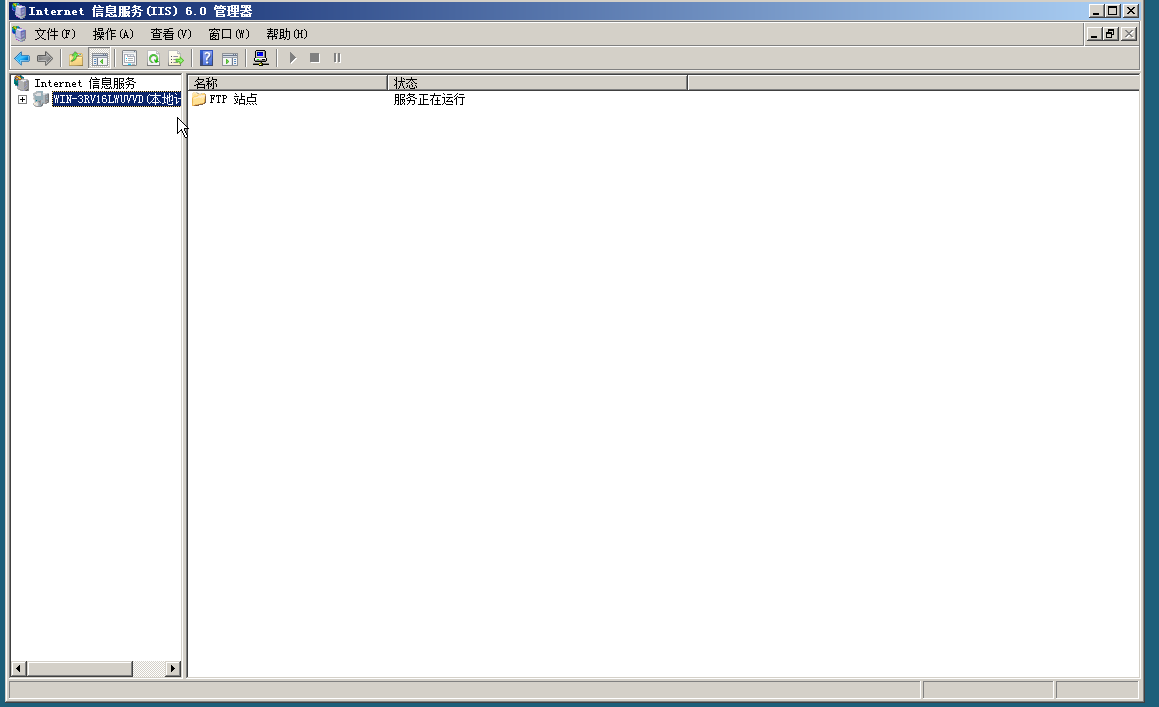 Internet 信息服务(IIS) 6.0 管理器
文件(F) 操作(A) 查看(V) 窗口(W) 帮助(H)
Internet 信息服务
名称 状态
WIN-3RV16LWUVVD(本地计
FTP 站点 服务正在运行